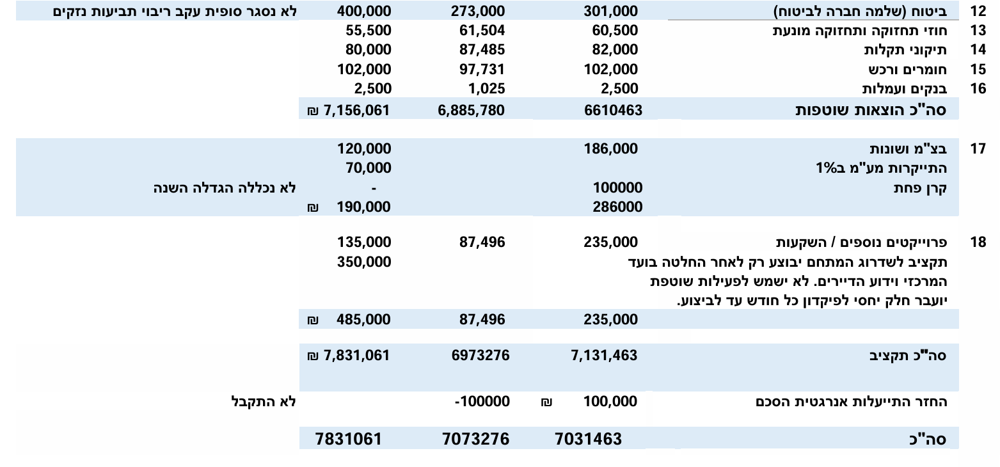 12 ביטוח (שלמה חברה לביטוח) 301,000 273,000 400,000 לא נסגר סופית עקב ריבוי תביעות נזקים
13 חוזי תחזוקה ותחזוקה מונעת 60,500 61,504 55,500
14 תיקוני תקלות 82,000 87,485 80,000
15 חומרים ורכש 102,000 97,731 102,000
16 בנקים ועמלות 2,500 1,025 2,500
סה"כ הוצאות שוטפות 6610463 6,885,780 7,156,061 ₪
17 בצ"מ ושונות 186,000 120,000
התייקרות מע"מ ב1% 70,000
קרן פחת 100000 - לא נכללה הגדלה השנה
286000 190,000 ₪
18 פרוייקטים נוספים / השקעות 235,000 87,496 135,000
תקציב לשדרוג המתחם יבוצע רק לאחר החלטה בועד 350,000
המרכזי וידוע הדיירים. לא ישמש לפעילות שוטפת
יועבר חלק יחסי לפיקדון כל חודש עד לביצוע.
235,000 87,496 485,000 ₪
סה"כ תקציב 7,131,463 6973276 7,831,061 ₪
החזר התייעלות אנרגטית הסכם 100,000 ₪ -100000 לא התקבל
סה"כ 7031463 7073276 7831061